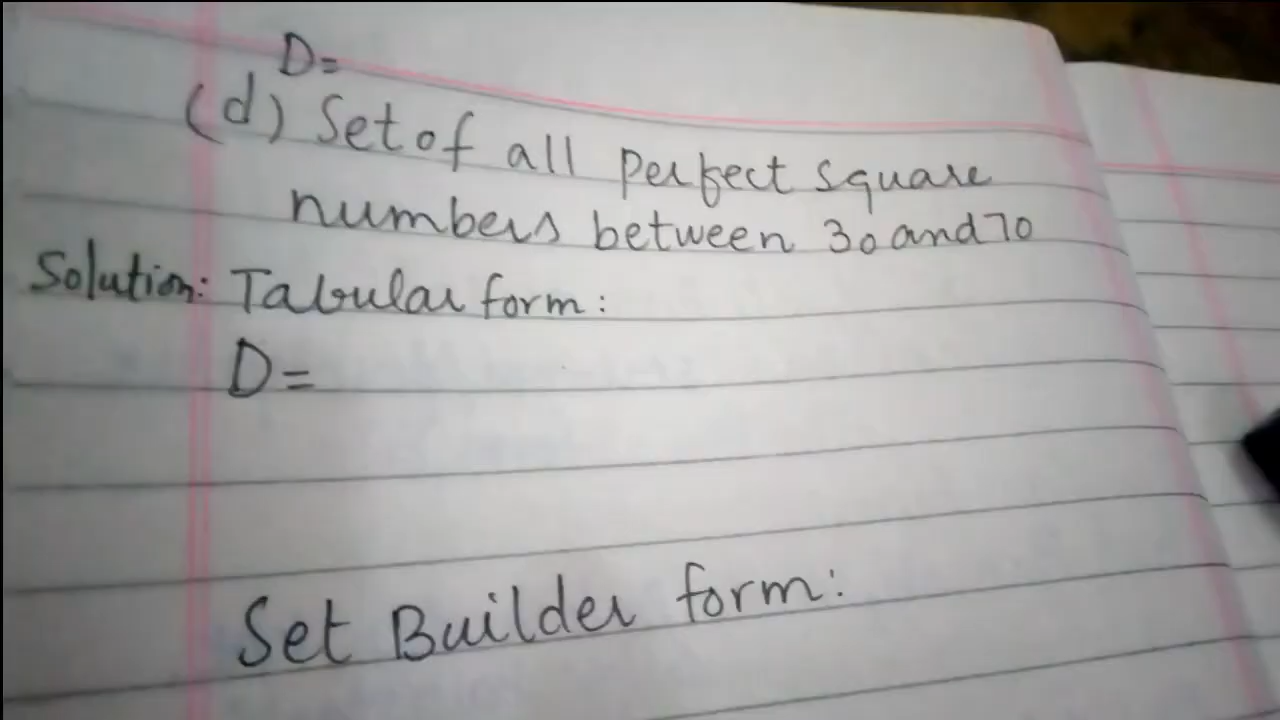 D=
(d) Set of all perfect square
numbers between 30 and 70
Solution: Tabular form:
D=
Set Builder form: